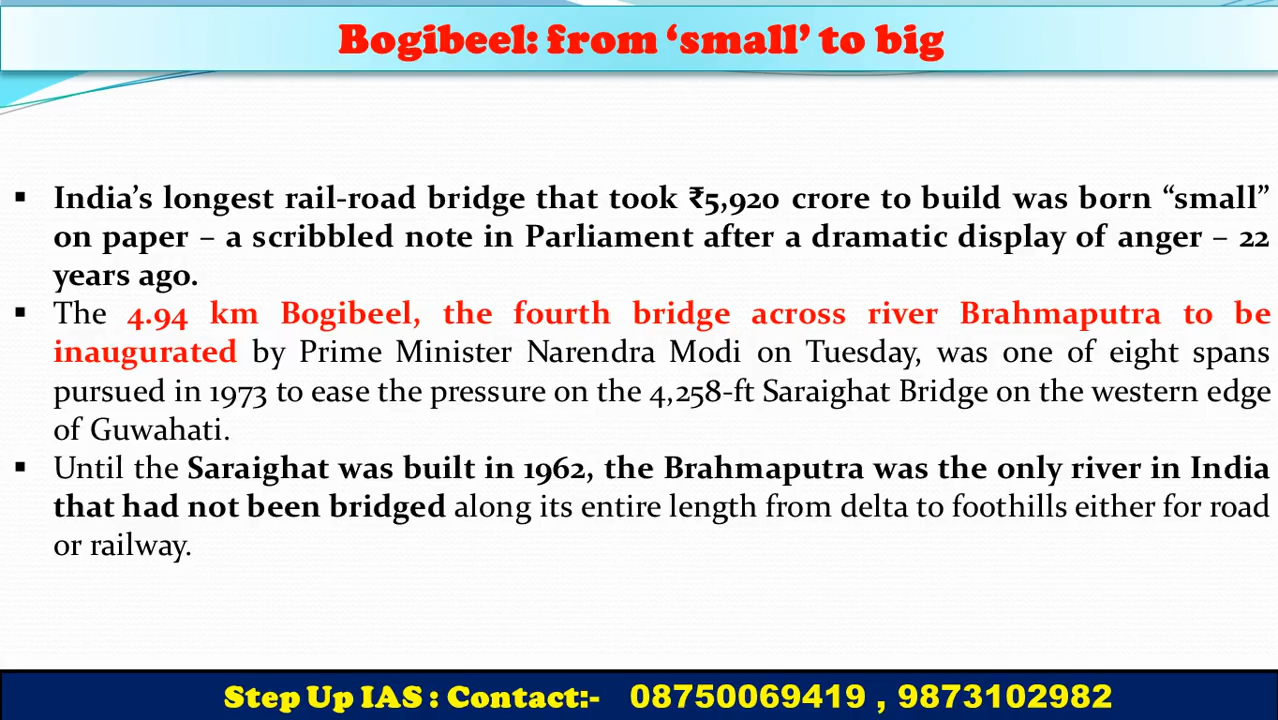 Bogibeel: from ‘small’ to big
▪ India’s longest rail-road bridge that took ₹5,920 crore to build was born “small”
on paper – a scribbled note in Parliament after a dramatic display of anger – 22
years ago.
▪ The 4.94 km Bogibeel, the fourth bridge across river Brahmaputra to be
inaugurated by Prime Minister Narendra Modi on Tuesday, was one of eight spans
pursued in 1973 to ease the pressure on the 4,258-ft Saraighat Bridge on the western edge
of Guwahati.
▪ Until the Saraighat was built in 1962, the Brahmaputra was the only river in India
that had not been bridged along its entire length from delta to foothills either for road
or railway.
Step Up IAS : Contact:- 08750069419 , 9873102982